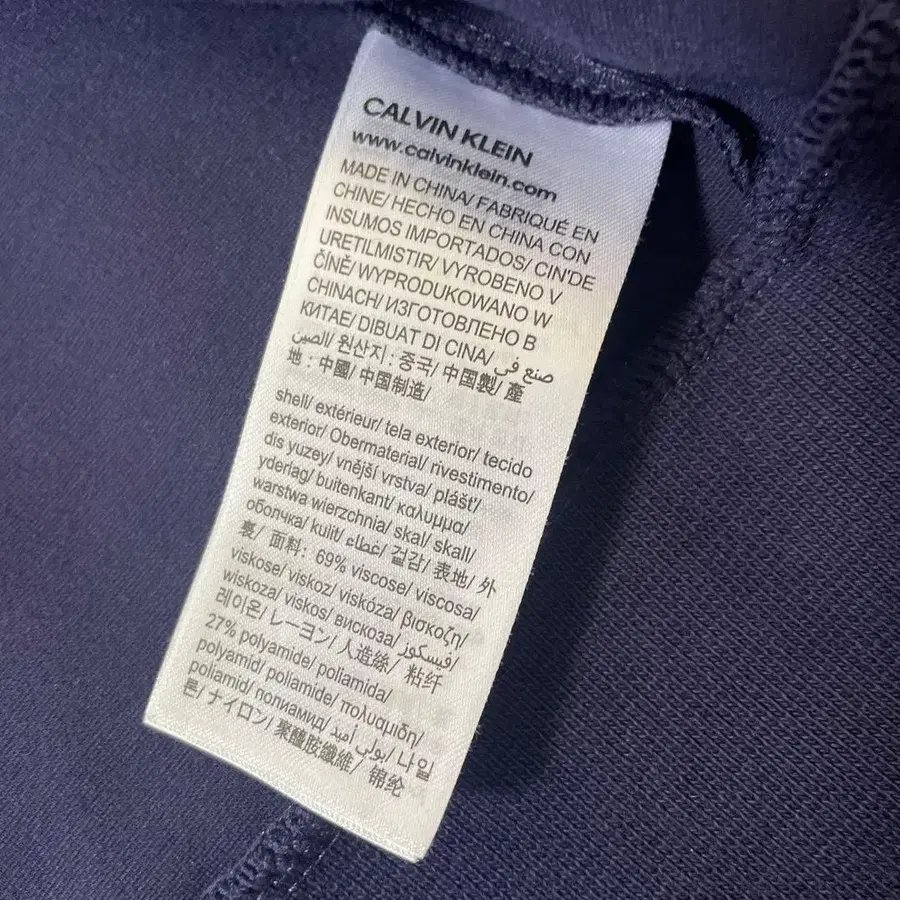 CALVIN KLEIN
www.calvinklein.com
MADE IN CHINA/ FABRIQUÉ EN
CHINE/ HECHO EN CHINA CON
INSUMOS IMPORTADOS/ CIN'DE
URETILMISTIR/ VYROBENO V
ČÍNĚ/ WYPRODUKOWANO W
CHINACH/ ИЗГОТОВЛЕНО В
КИТАЕ/ DIBUAT DI CINA/ صنع في
الصين/ 원산지 : 중국/ 中国製/ 產
地 : 中國/ 中国制造/
shell/ extérieur/ tela exterior/ tecido
exterior/ Obermaterial/ rivestimento/
dis yuzey/ vnější vrstva/ plášť/
yderlag/ buitenkant/ καλυμμα/
warstwa wierzchnia/ skal/ skall/
оболчка/ kulit/ غطاء/ 겉감/ 表地/ 外
裏/ 面料: 69% viscose/ viscosa/
viskose/ viskoz/ viskóza/ βισκοζη/
wiskoza/ viskos/ вискоза/ فيسكوز/
레이온/ レーヨン/ 人造絲/ 粘纤
27% polyamide/ poliamida/
polyamid/ poliamide/ πολυαμιδη/
poliamid/ полиамид/ بولي أميد/ 나일
론/ ナイロン/ 聚醯胺纖維/ 锦纶